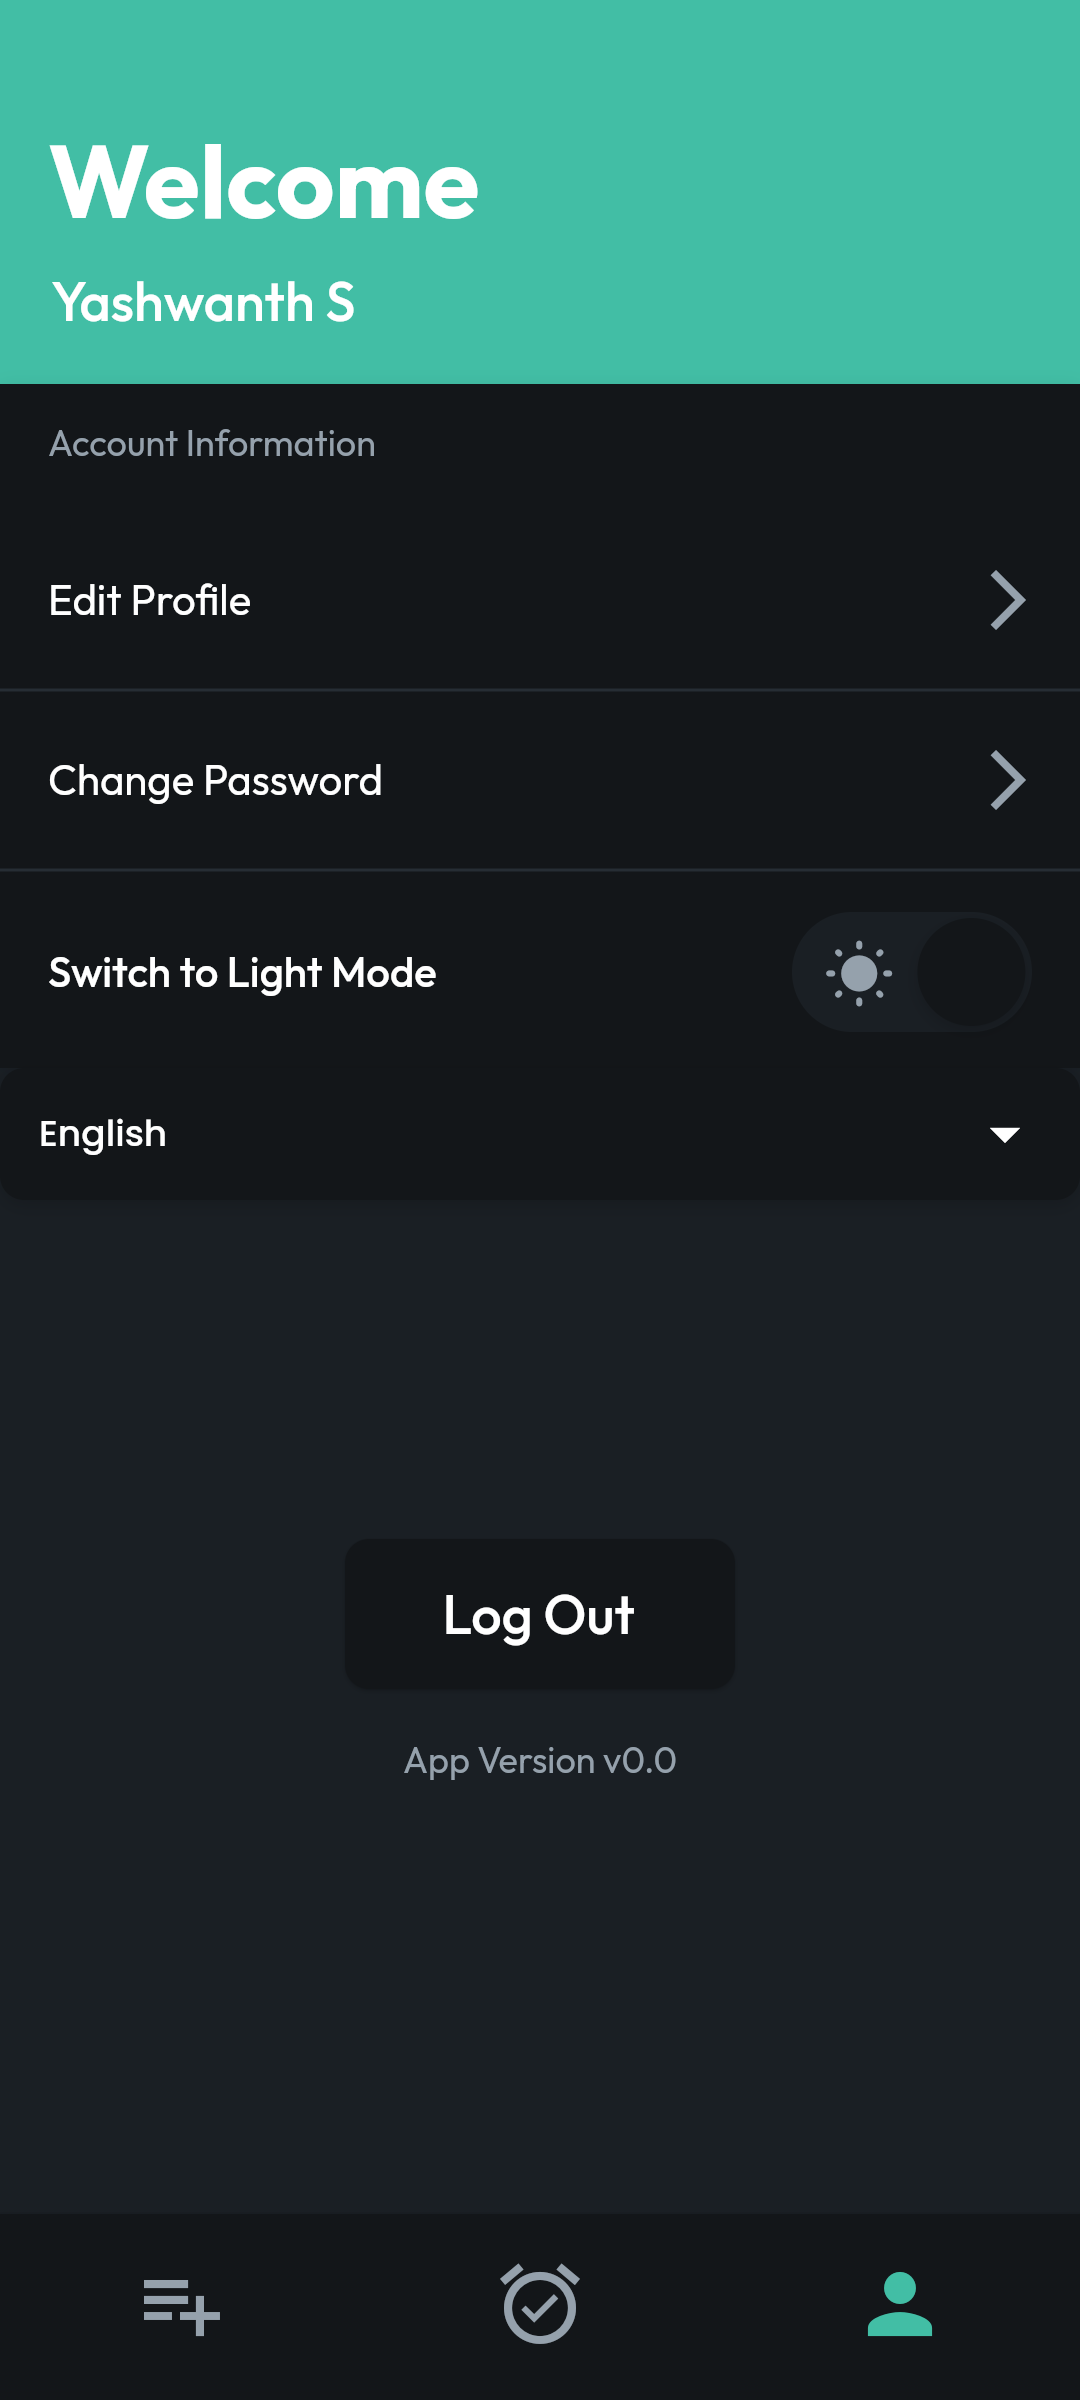 Welcome
Yashwanth S
Account Information
Edit Profile
Change Password
Switch to Light Mode
English
Log Out
App Version v0.0